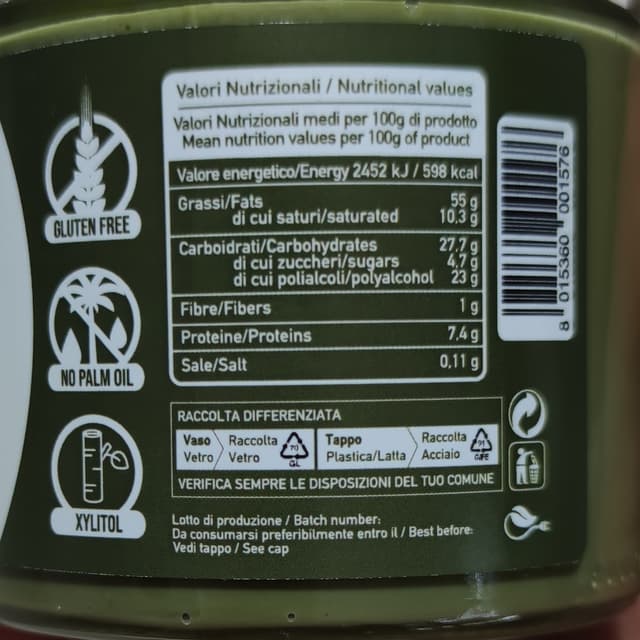 GLUTEN FREE
NO PALM OIL
XYLITOL
Valori Nutrizionali / Nutritional values
Valori Nutrizionali medi per 100g di prodotto
Mean nutrition values per 100g of product
Valore energetico/Energy 2452 kJ / 598 kcal
Grassi/Fats 55 g
di cui saturi/saturated 10,3 g
Carboidrati/Carbohydrates 27,7 g
di cui zuccheri/sugars 4,7 g
di cui polialcoli/polyalcohol 23 g
Fibre/Fibers 1 g
Proteine/Proteins 7,4 g
Sale/Salt 0,11 g
8 015360 001576
RACCOLTA DIFFERENZIATA
Vaso Raccolta 70 Tappo Raccolta 91
Vetro Vetro GL Plastica/Latta Acciaio C/FE
VERIFICA SEMPRE LE DISPOSIZIONI DEL TUO COMUNE
Lotto di produzione / Batch number:
Da consumarsi preferibilmente entro il / Best before:
Vedi tappo / See cap